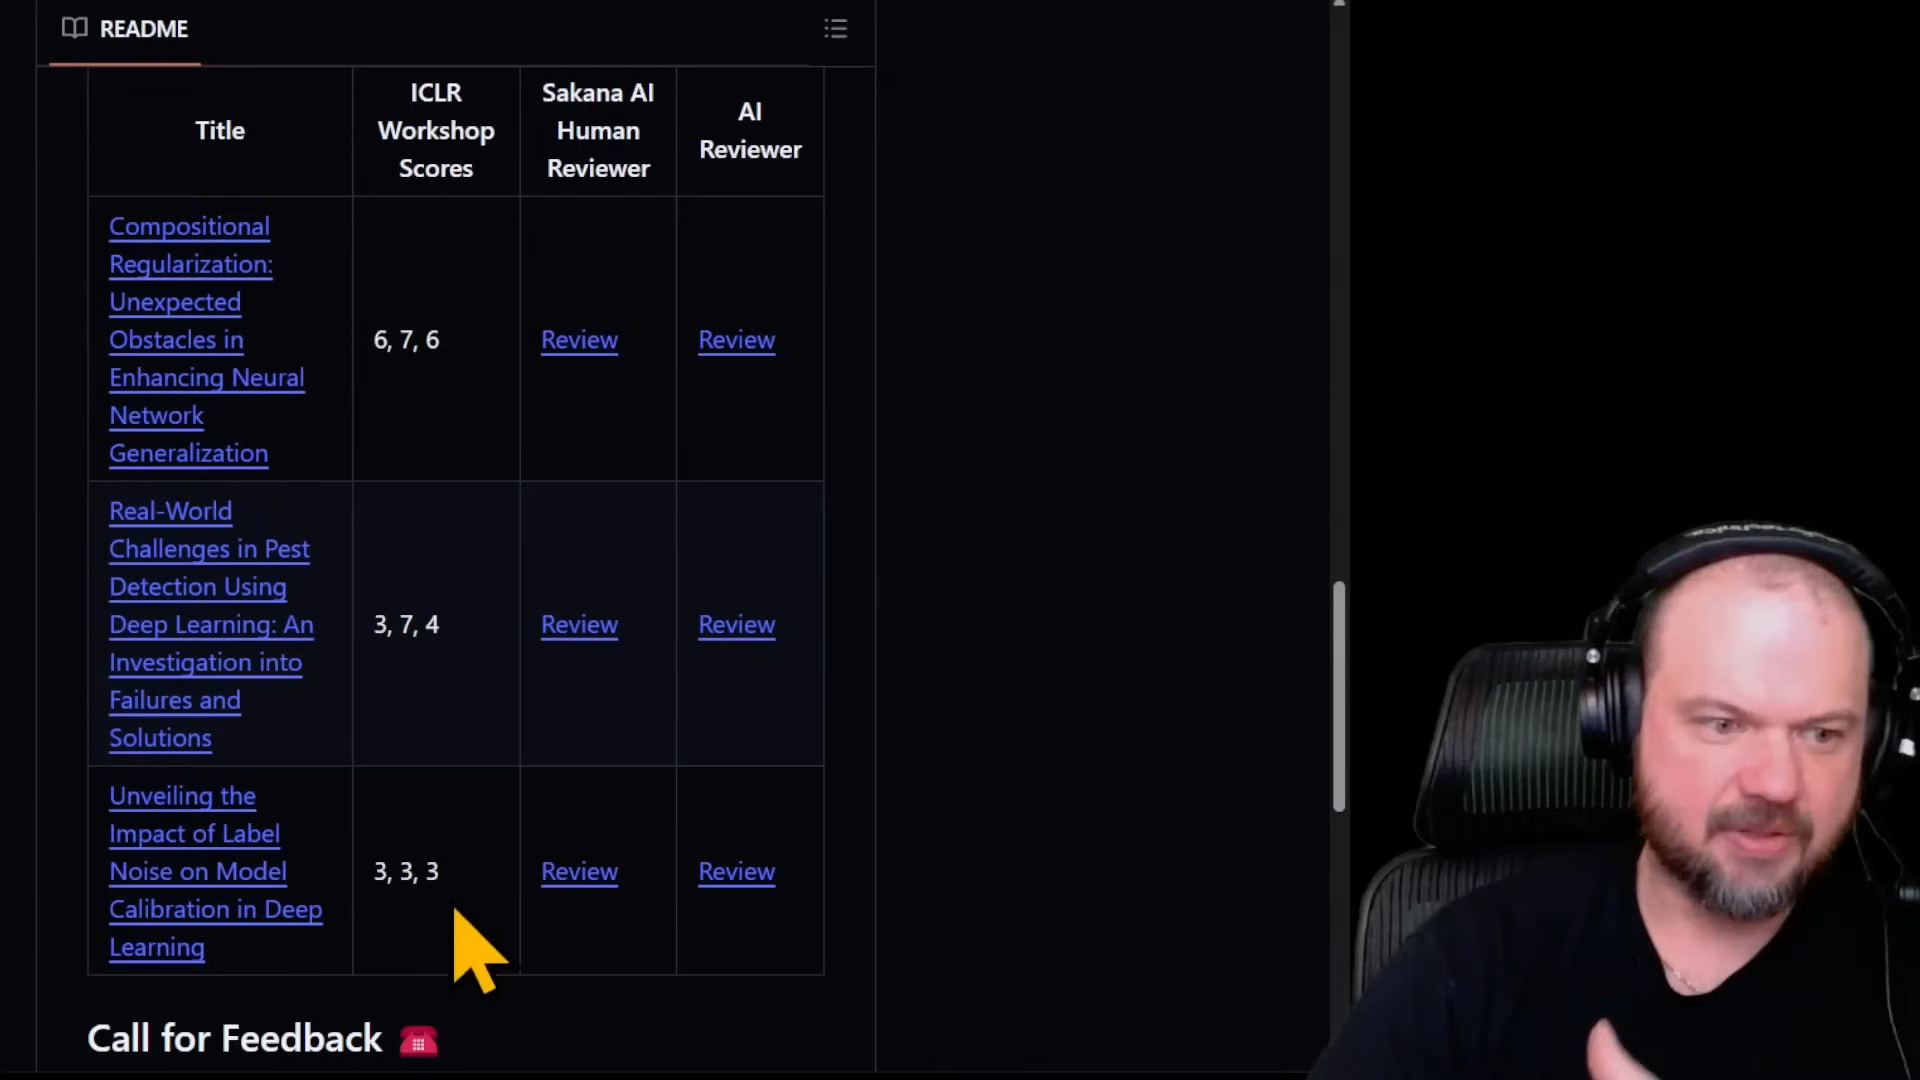 README
Title
ICLR
Workshop
Scores
Sakana AI
Human
Reviewer
AI
Reviewer
Compositional
Regularization:
Unexpected
Obstacles in
Enhancing Neural
Network
Generalization
6, 7, 6
Review
Review
Real-World
Challenges in Pest
Detection Using
Deep Learning: An
Investigation into
Failures and
Solutions
3, 7, 4
Review
Review
Unveiling the
Impact of Label
Noise on Model
Calibration in Deep
Learning
3, 3, 3
Review
Review
Call for Feedback